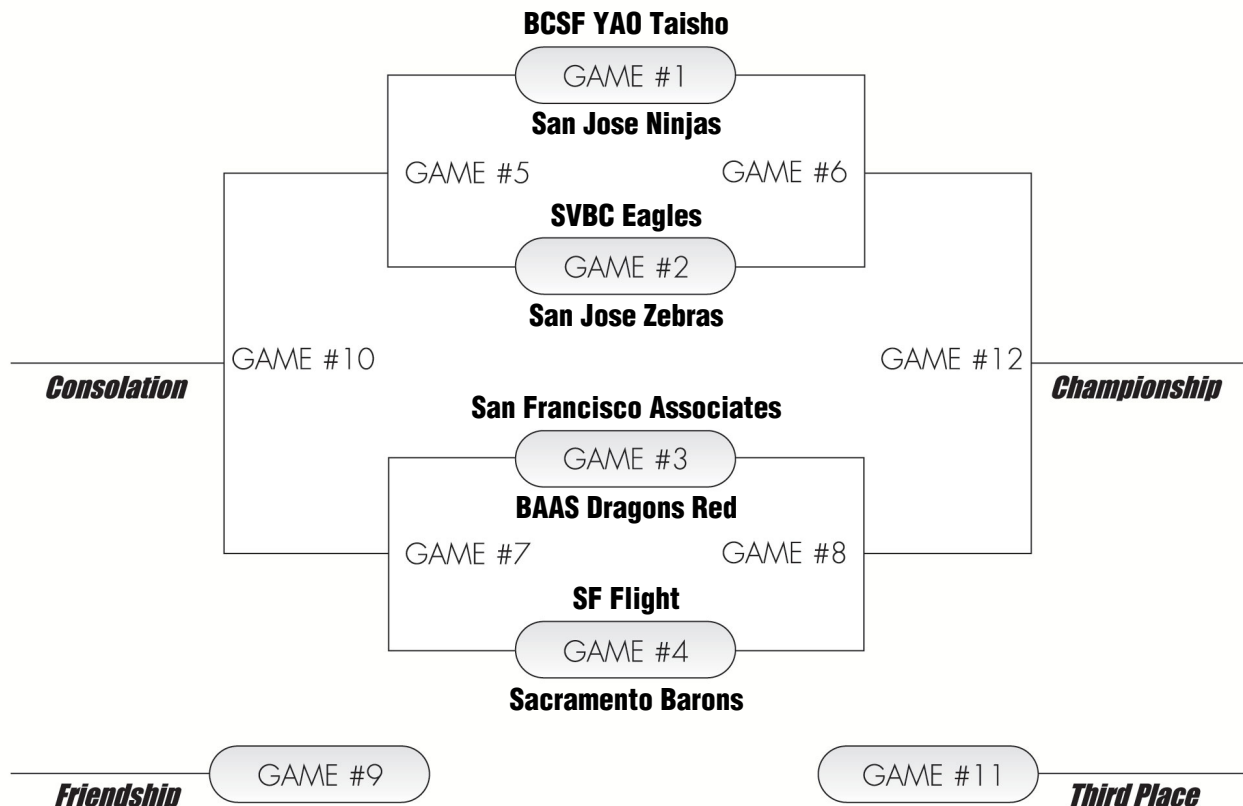 BCSF YAO Taisho
GAME #1
San Jose Ninjas
GAME #5
GAME #6
SVBC Eagles
GAME #2
San Jose Zebras
GAME #10
GAME #12
Consolation
Championship
San Francisco Associates
GAME #3
BAAS Dragons Red
GAME #7
GAME #8
SF Flight
GAME #4
Sacramento Barons
GAME #9
GAME #11
Friendship
Third Place